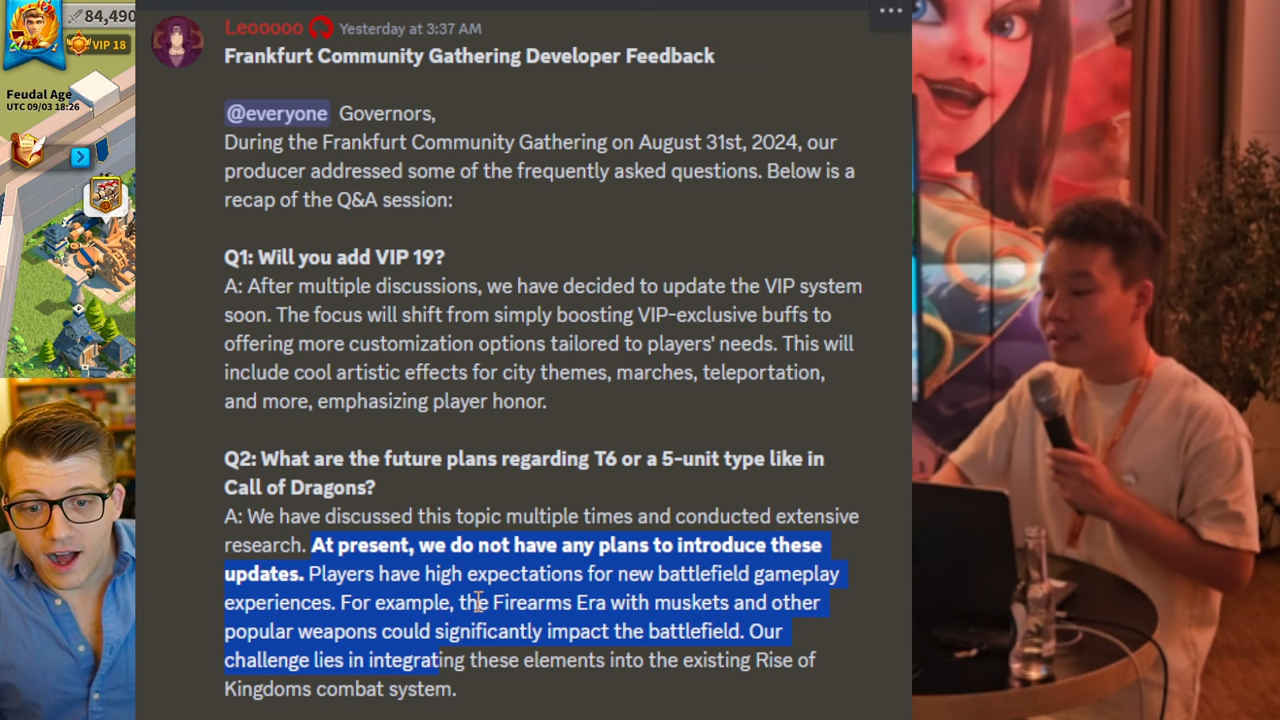 84,490
VIP 18
Feudal Age
UTC 09/03 18:26
Leooooo Yesterday at 3:37 AM
Frankfurt Community Gathering Developer Feedback
@everyone Governors,
During the Frankfurt Community Gathering on August 31st, 2024, our
producer addressed some of the frequently asked questions. Below is a
recap of the Q&A session:
Q1: Will you add VIP 19?
A: After multiple discussions, we have decided to update the VIP system
soon. The focus will shift from simply boosting VIP-exclusive buffs to
offering more customization options tailored to players' needs. This will
include cool artistic effects for city themes, marches, teleportation,
and more, emphasizing player honor.
Q2: What are the future plans regarding T6 or a 5-unit type like in
Call of Dragons?
A: We have discussed this topic multiple times and conducted extensive
research. At present, we do not have any plans to introduce these
updates. Players have high expectations for new battlefield gameplay
experiences. For example, the Firearms Era with muskets and other
popular weapons could significantly impact the battlefield. Our
challenge lies in integrating these elements into the existing Rise of
Kingdoms combat system.